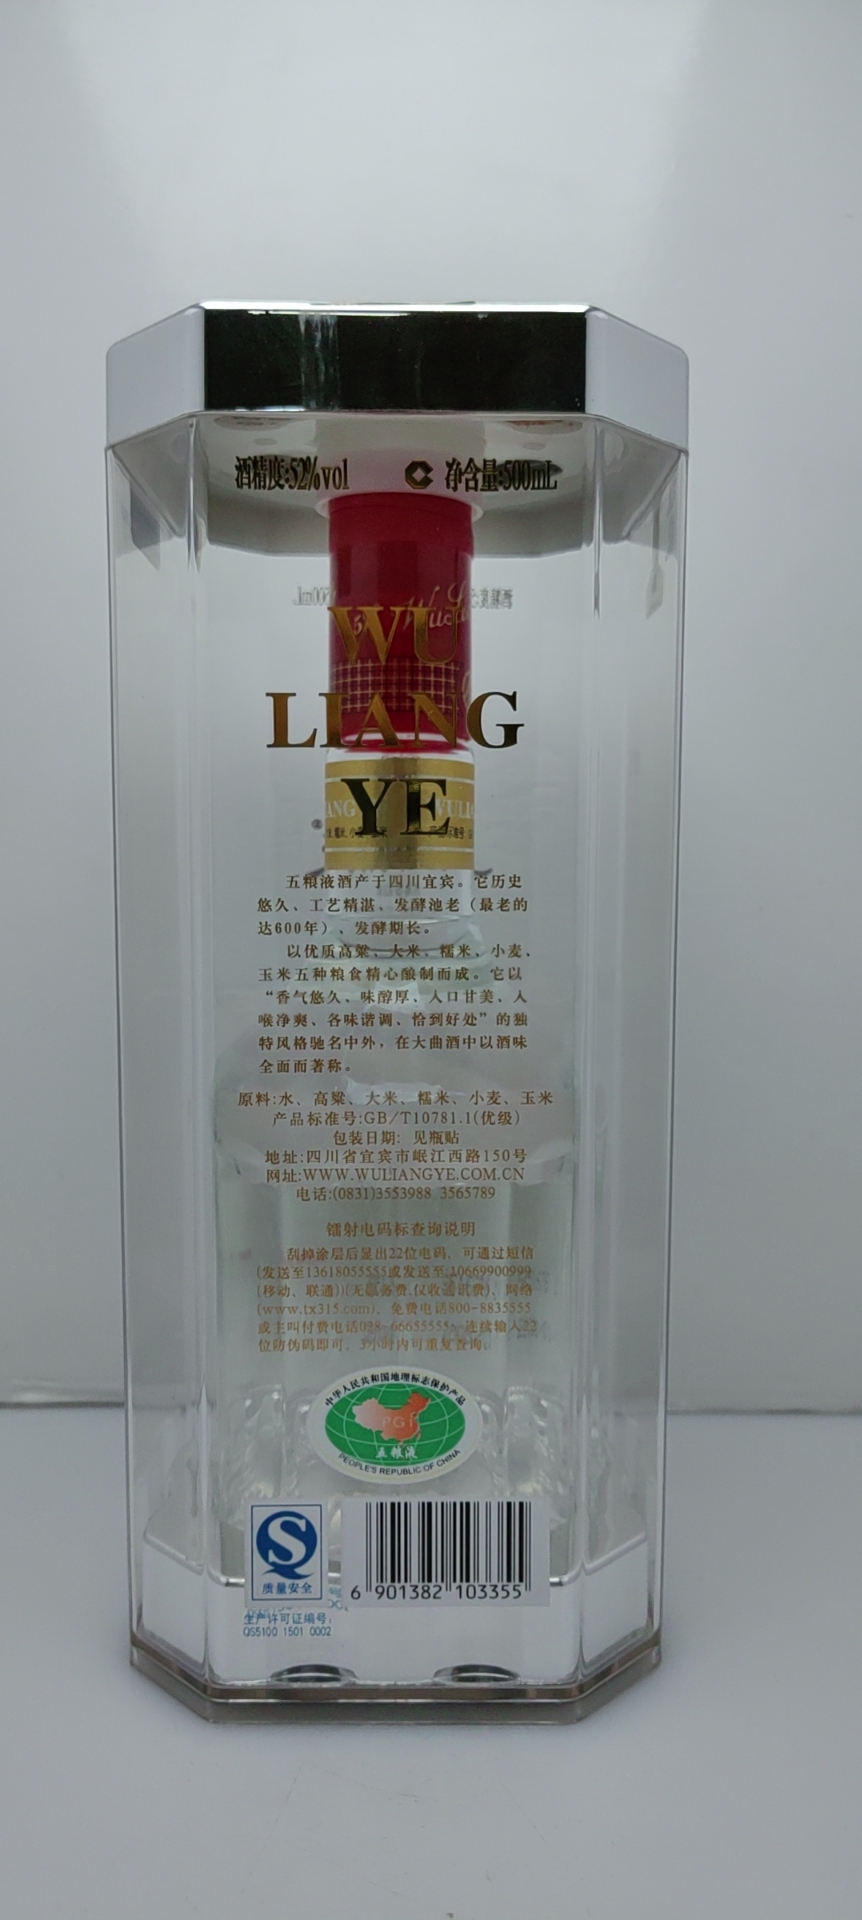 酒精度:52%vol 净含量:500mL
WU
LIANG
YE
五粮液酒产于四川宜宾。它历史
悠久、工艺精湛、发酵池老（最老的
达600年）、发酵期长。
以优质高粱、大米、糯米、小麦、
玉米五种粮食精心酿制而成。它以
“香气悠久、味醇厚、入口甘美、入
喉净爽、各味谐调、恰到好处”的独
特风格驰名中外，在大曲酒中以酒味
全面而著称。
原料:水、高粱、大米、糯米、小麦、玉米
产品标准号:GB/T10781.1(优级)
包装日期: 见瓶贴
地址:四川省宜宾市岷江西路150号
网址:WWW.WULIANGYE.COM.CN
电话:(0831)3553988 3565789
镭射电码标查询说明
刮掉涂层后显出22位电码，可通过短信
(发送至13618055555或发送至10669900999
(移动、联通))(无服务费,仅收通讯费)、网络
(www.tx315.com)、免费电话800-8835555
或主叫付费电话028-66655555，连续输入22
位防伪码即可。3小时内可重复查询。
中华人民共和国地理标志保护产品
PGI
五粮液
PEOPLE'S REPUBLIC OF CHINA
质量安全
6 901382 103355
生产许可证编号:
QS5100 1501 0002